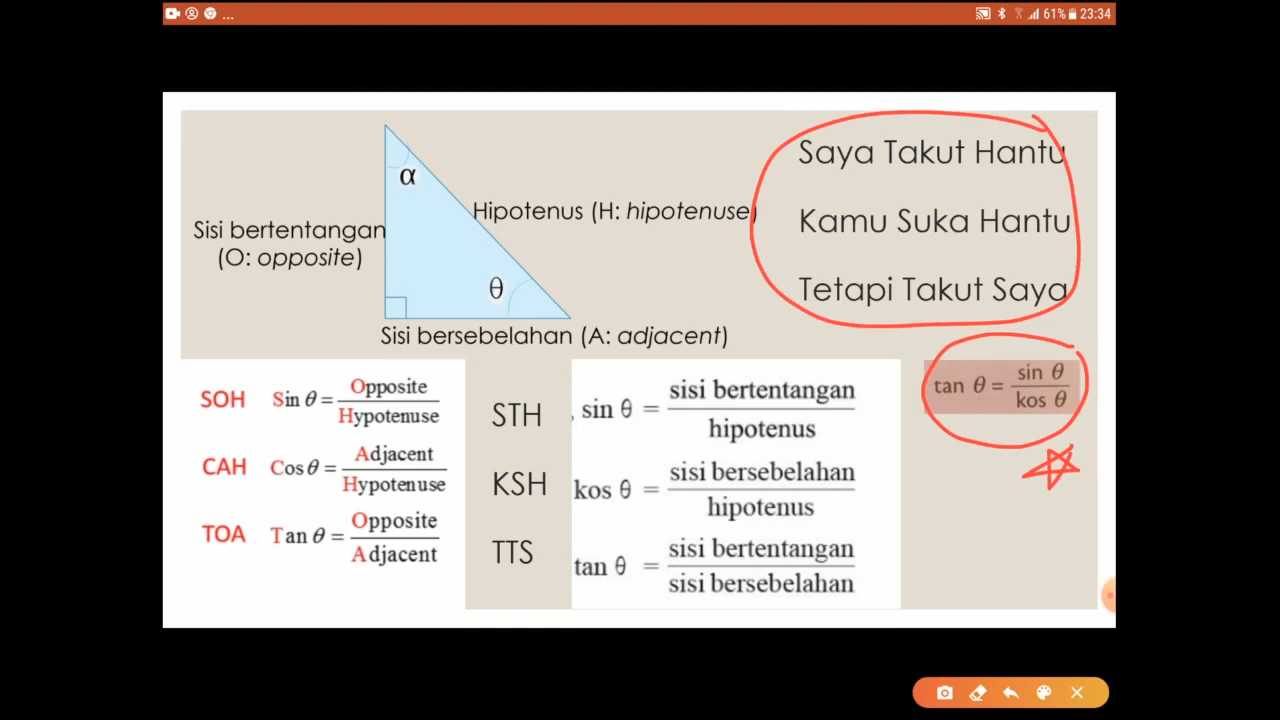 ... 61% 23:34
α
Saya Takut Hantu
Sisi bertentangan
(O: opposite)
Hipotenus (H: hipotenuse)
Kamu Suka Hantu
θ
Tetapi Takut Saya
Sisi bersebelahan (A: adjacent)
SOH Sin θ = Opposite / Hypotenuse
CAH Cos θ = Adjacent / Hypotenuse
TOA Tan θ = Opposite / Adjacent
STH , sin θ = sisi bertentangan / hipotenus
KSH kos θ = sisi bersebelahan / hipotenus
TTS tan θ = sisi bertentangan / sisi bersebelahan
tan θ = sin θ / kos θ